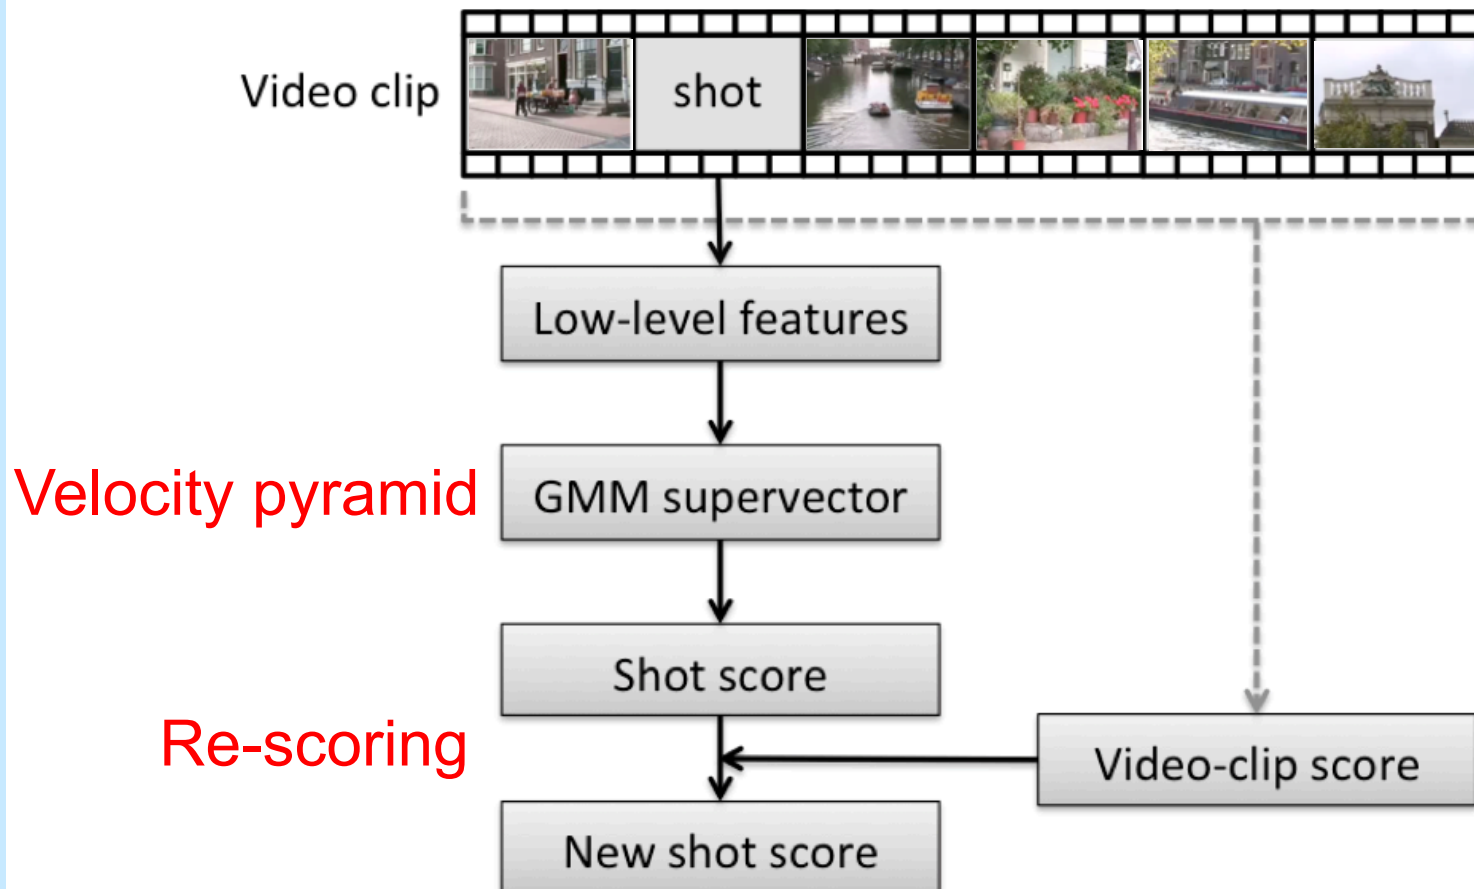 Video clip
shot
Low-level features
Velocity pyramid
GMM supervector
Shot score
Re-scoring
Video-clip score
New shot score